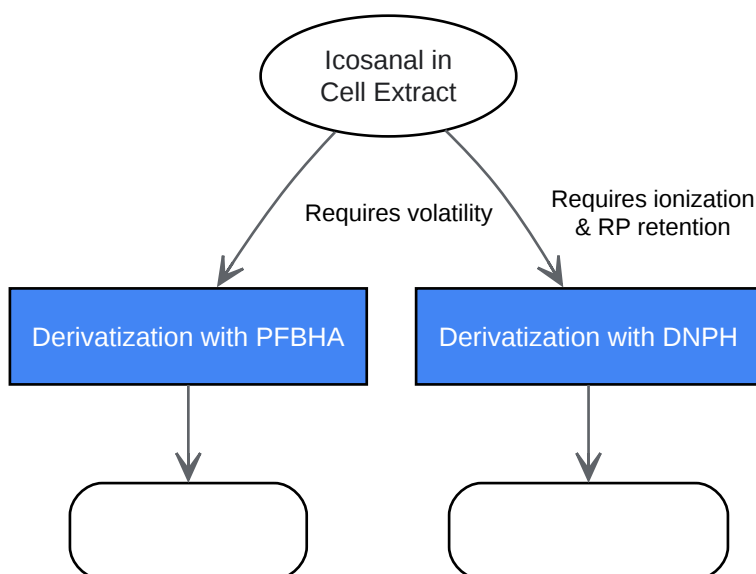 Icosanal in
Cell Extract
Requires volatility
Requires ionization
& RP retention
Derivatization with PFBHA
Derivatization with DNPH